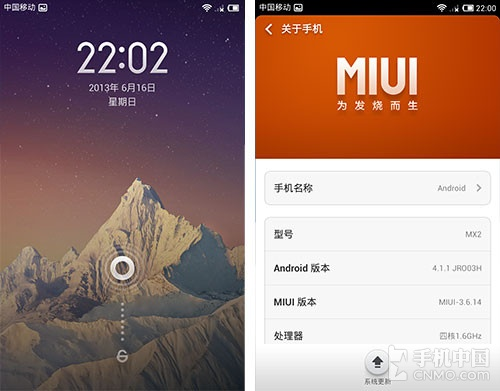 中国移动
22:02
2013年 6月16日
星期日
中国移动
22:00
关于手机
MIUI
为发烧而生
手机名称 Android
型号 MX2
Android 版本 4.1.1 JRO03H
MIUI 版本 MIUI-3.6.14
处理器 四核1.6GHz
系统更新
手机中国
CNMO.COM